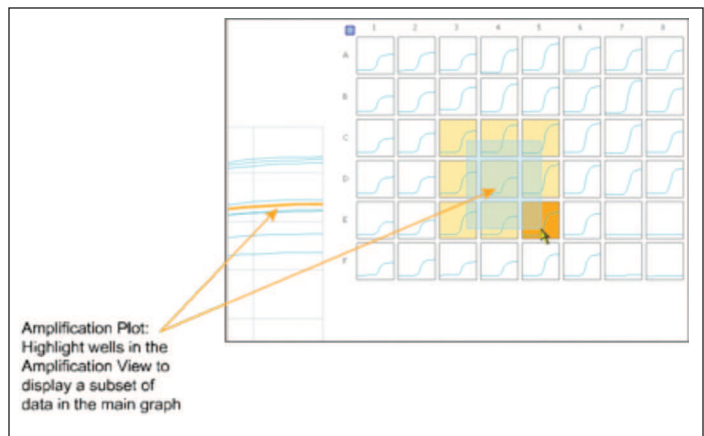 1 2 3 4 5 6 7 8
A
B
C
D
E
F
Amplification Plot:
Highlight wells in the
Amplification View to
display a subset of
data in the main graph